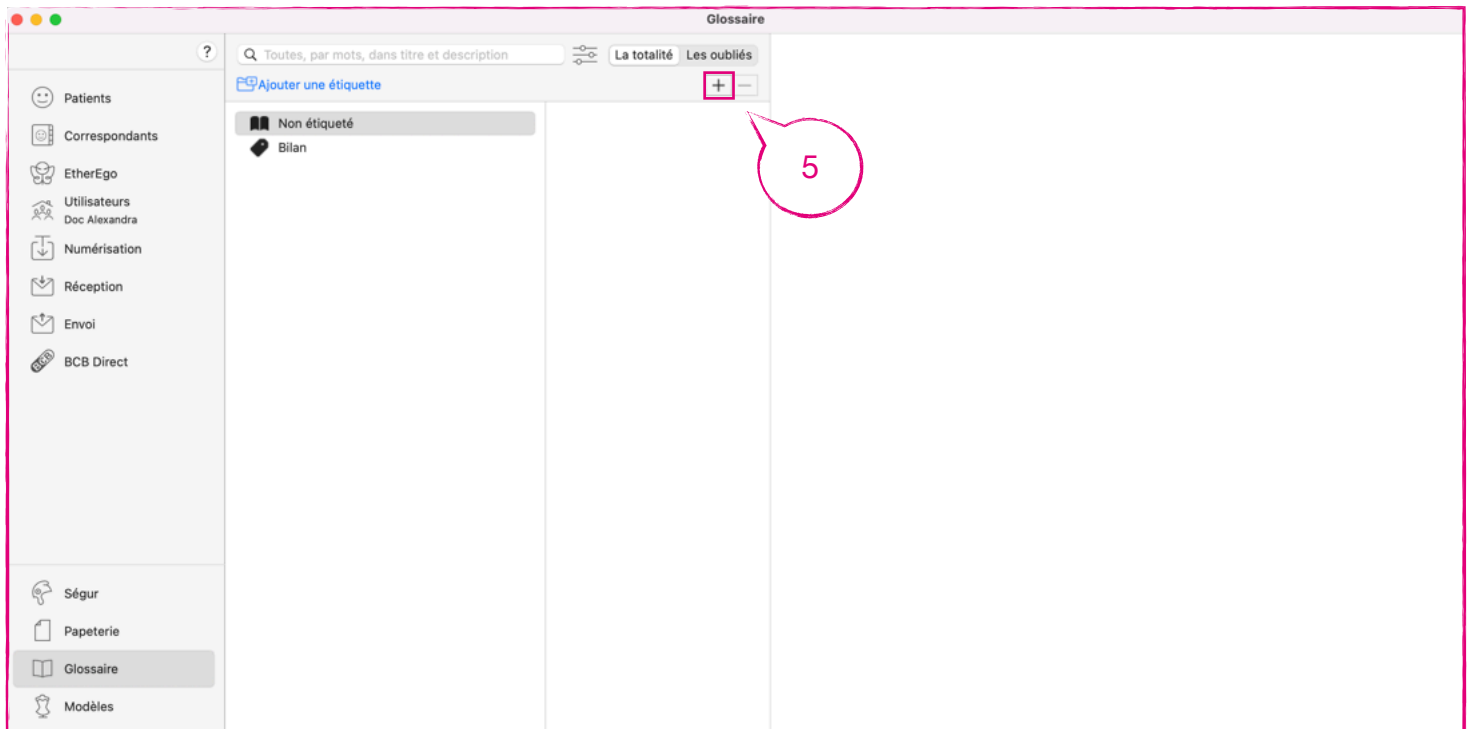 Glossaire
?
Toutes, par mots, dans titre et description
La totalité Les oubliés
Ajouter une étiquette
+ −
Patients
Correspondants
EtherEgo
Utilisateurs
Doc Alexandra
Numérisation
Réception
Envoi
BCB
BCB Direct
Non étiqueté
Bilan
5
Ségur
Papeterie
Glossaire
Modèles